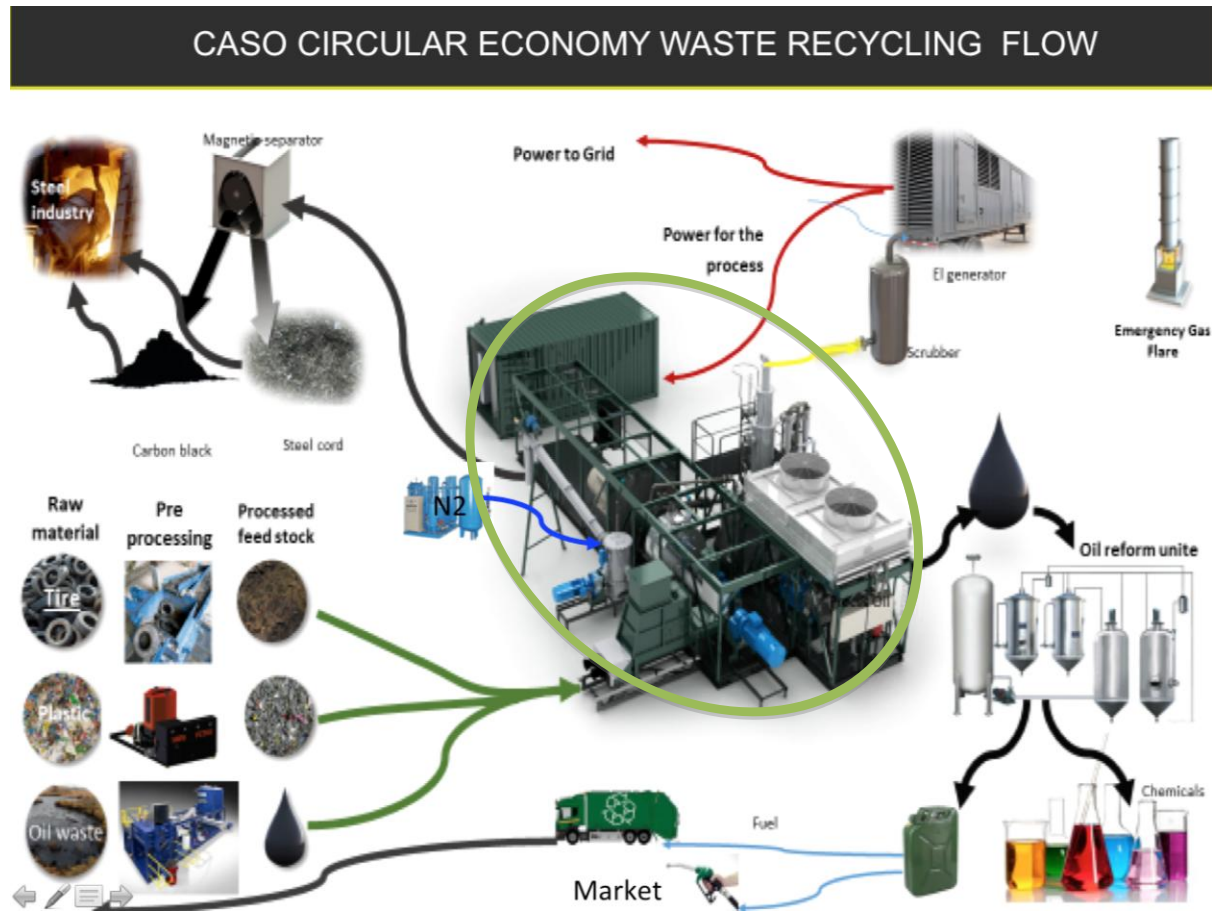 CASO CIRCULAR ECONOMY WASTE RECYCLING FLOW
Magnetic separator
Steel
industry
Power to Grid
Power for the
process
El generator
Scrubber
Emergency Gas
Flare
Carbon black
Steel cord
N2
Raw
material
Pre
processing
Processed
feed stock
Tire
Plastic
Oil waste
Oil reform unite
Chemicals
Fuel
Market